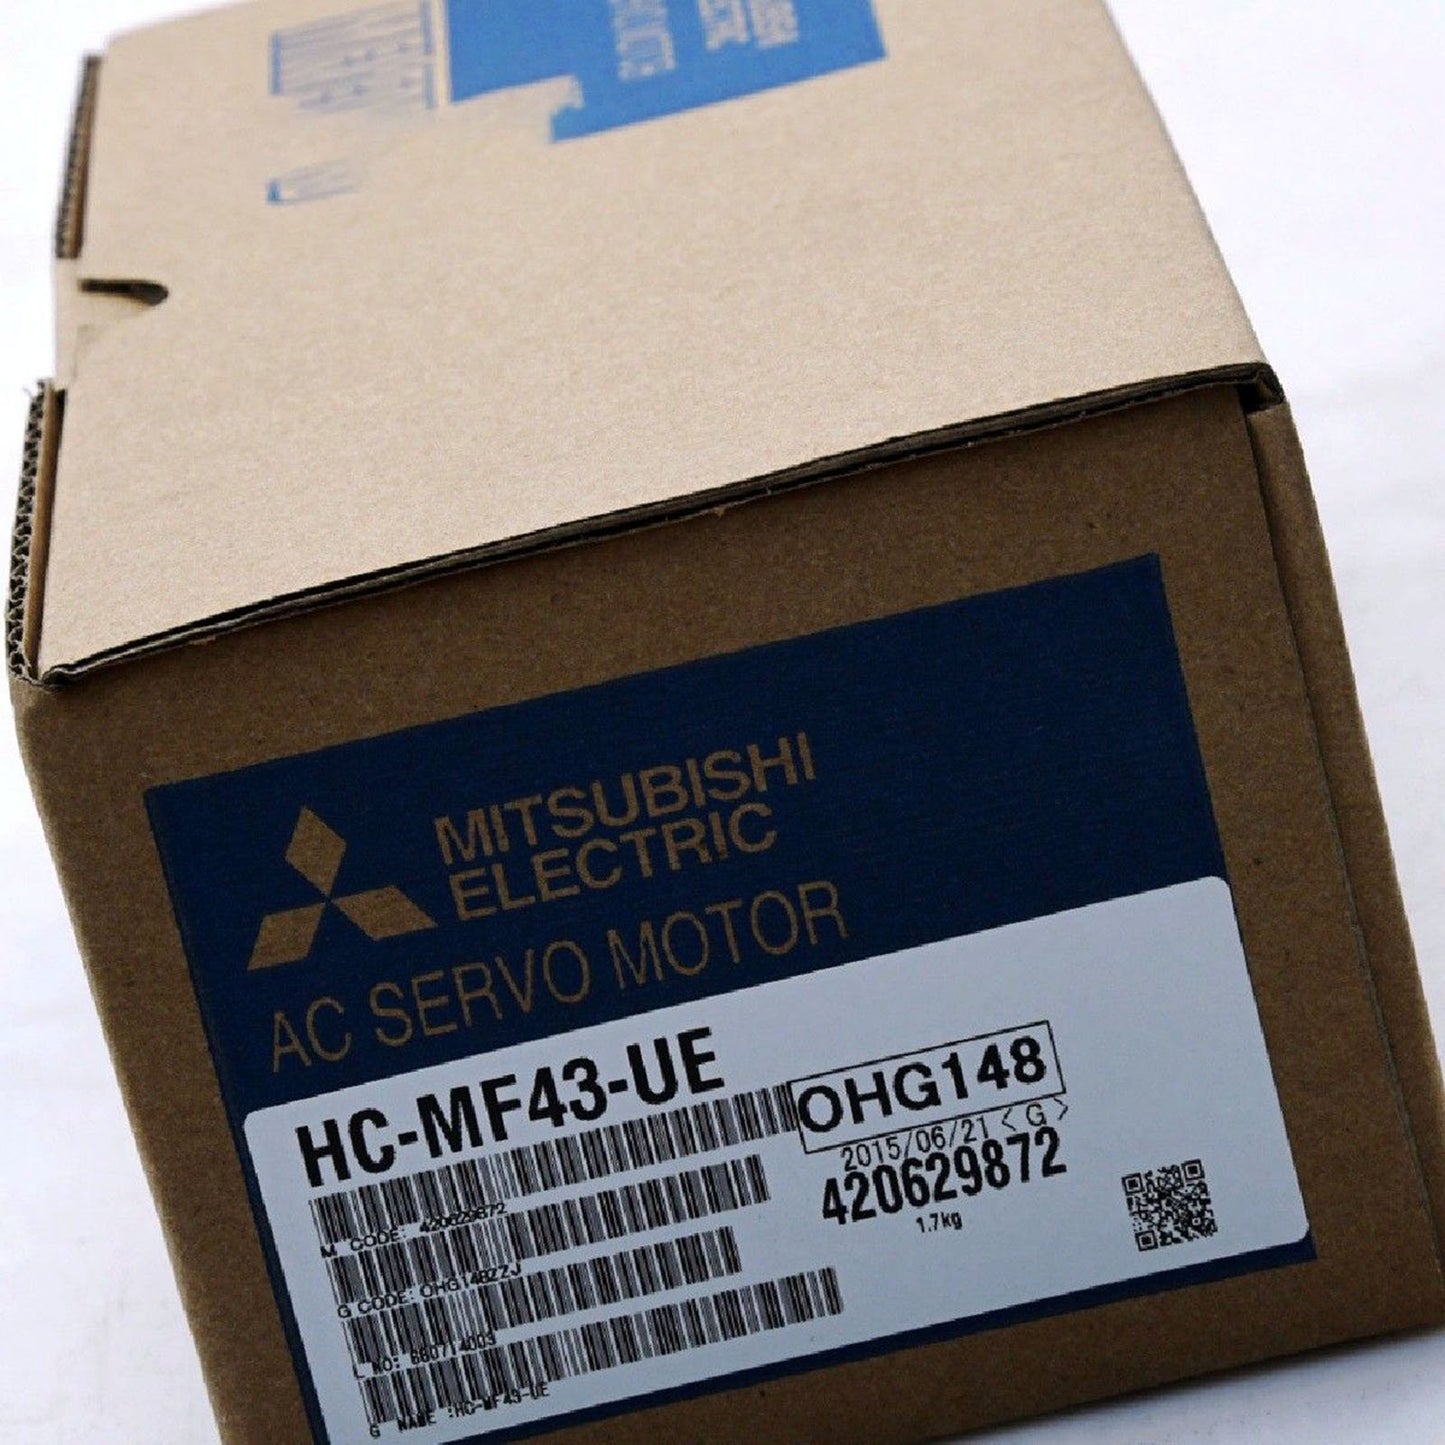 MITSUBISHI
ELECTRIC
AC SERVO MOTOR
HC-MF43-UE
OHG148
2015/06/21 <G>
420629872
1.7kg
M CODE: 420629872
G CODE: OHG148ZZJ
L NO:
G NAME :HC-MF43-UE